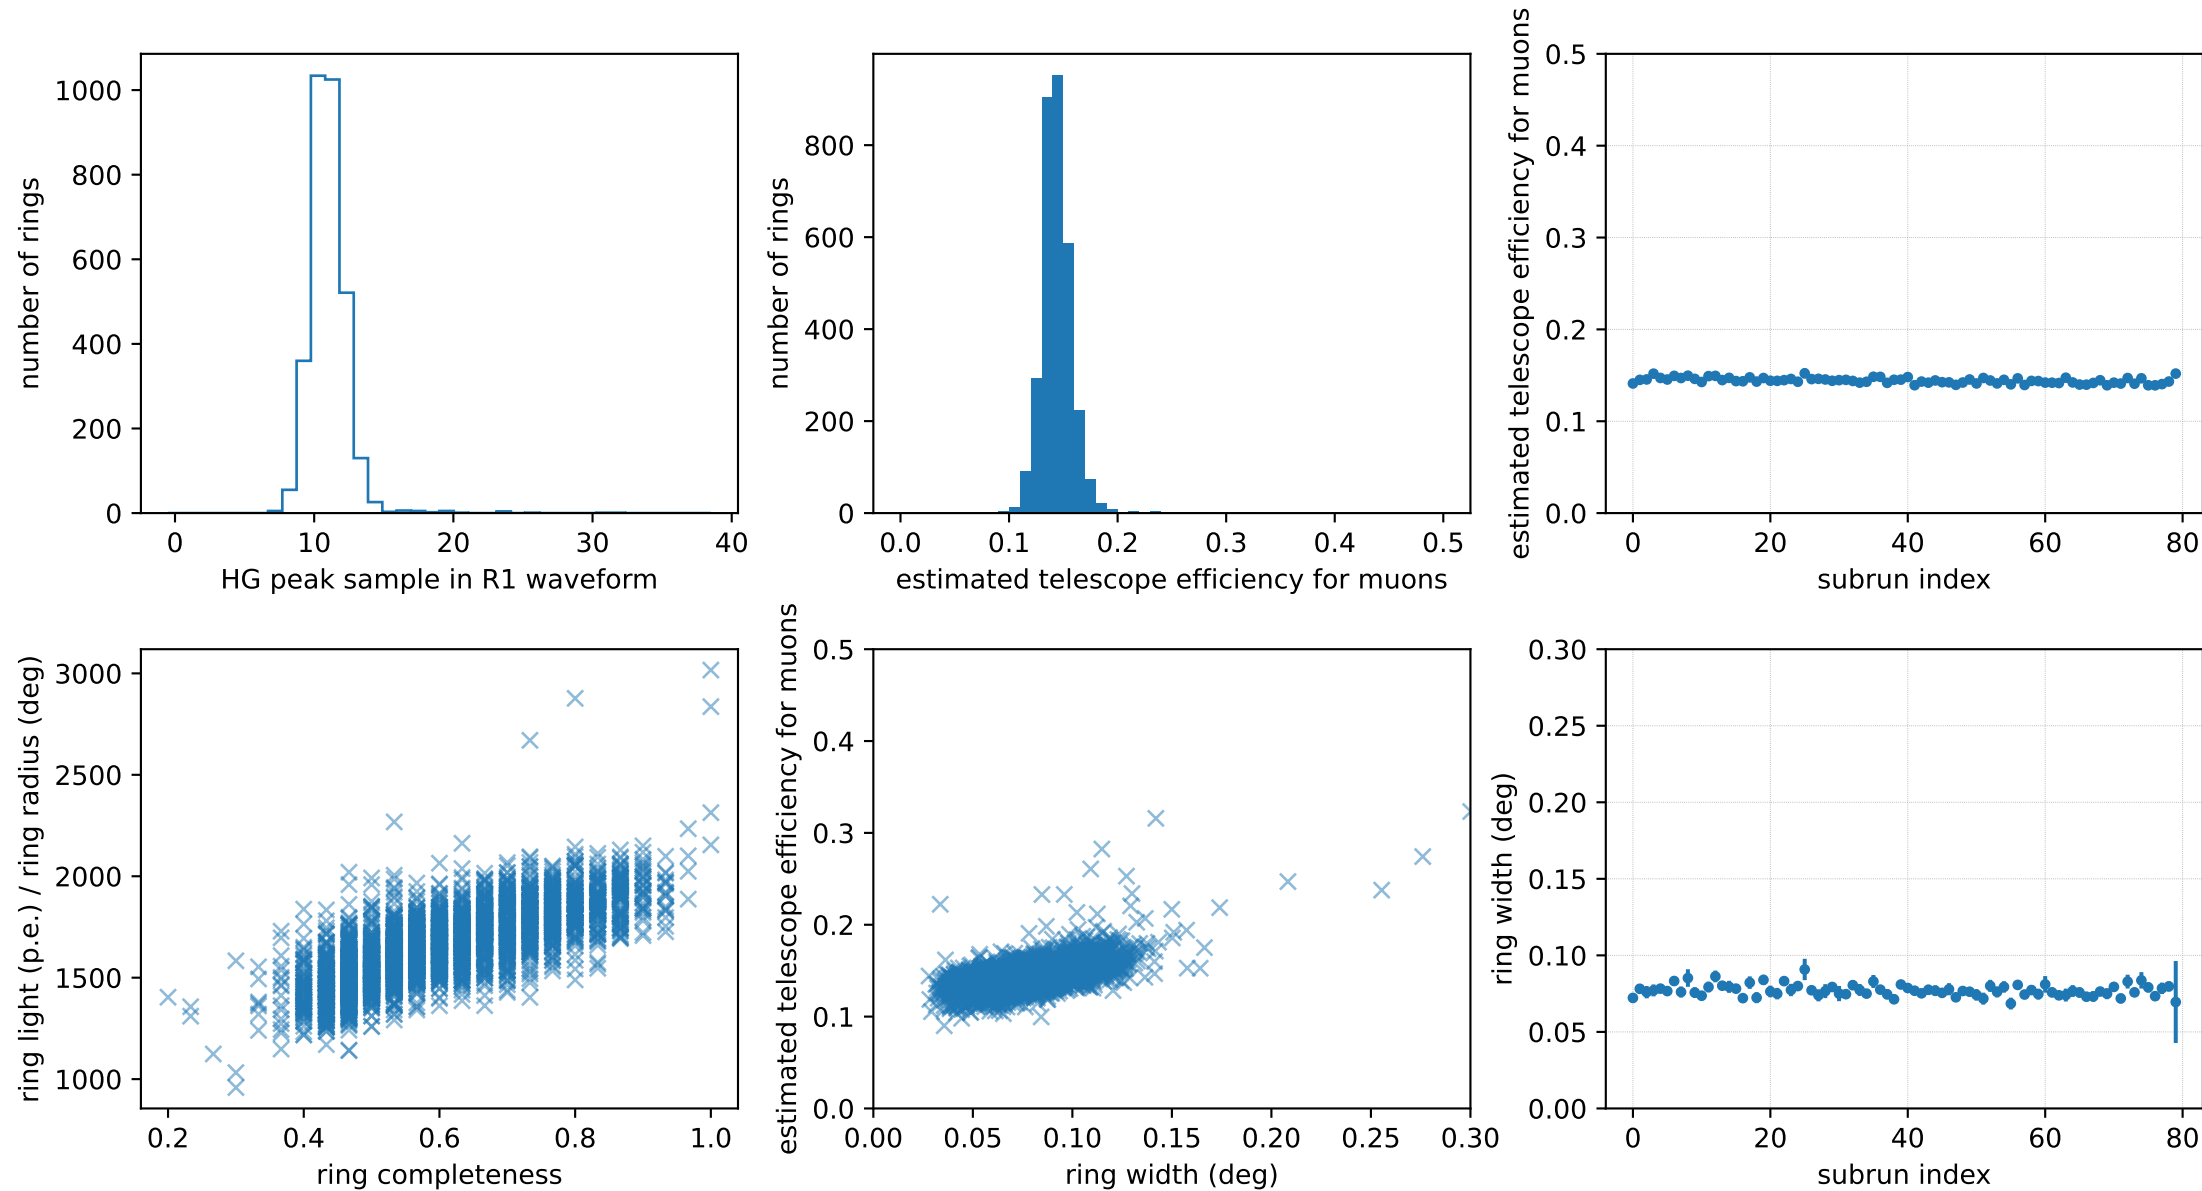 number of rings
1000
800
600
400
200
0
0 10 20 30 40
HG peak sample in R1 waveform
number of rings
800
600
400
200
0
0.0 0.1 0.2 0.3 0.4 0.5
estimated telescope efficiency for muons
estimated telescope efficiency for muons
0.5
0.4
0.3
0.2
0.1
0.0
0 20 40 60 80
subrun index
ring light (p.e.) / ring radius (deg)
3000
2500
2000
1500
1000
0.2 0.4 0.6 0.8 1.0
ring completeness
estimated telescope efficiency for muons
0.5
0.4
0.3
0.2
0.1
0.0
0.00 0.05 0.10 0.15 0.20 0.25 0.30
ring width (deg)
ring width (deg)
0.30
0.25
0.20
0.15
0.10
0.05
0.00
0 20 40 60 80
subrun index